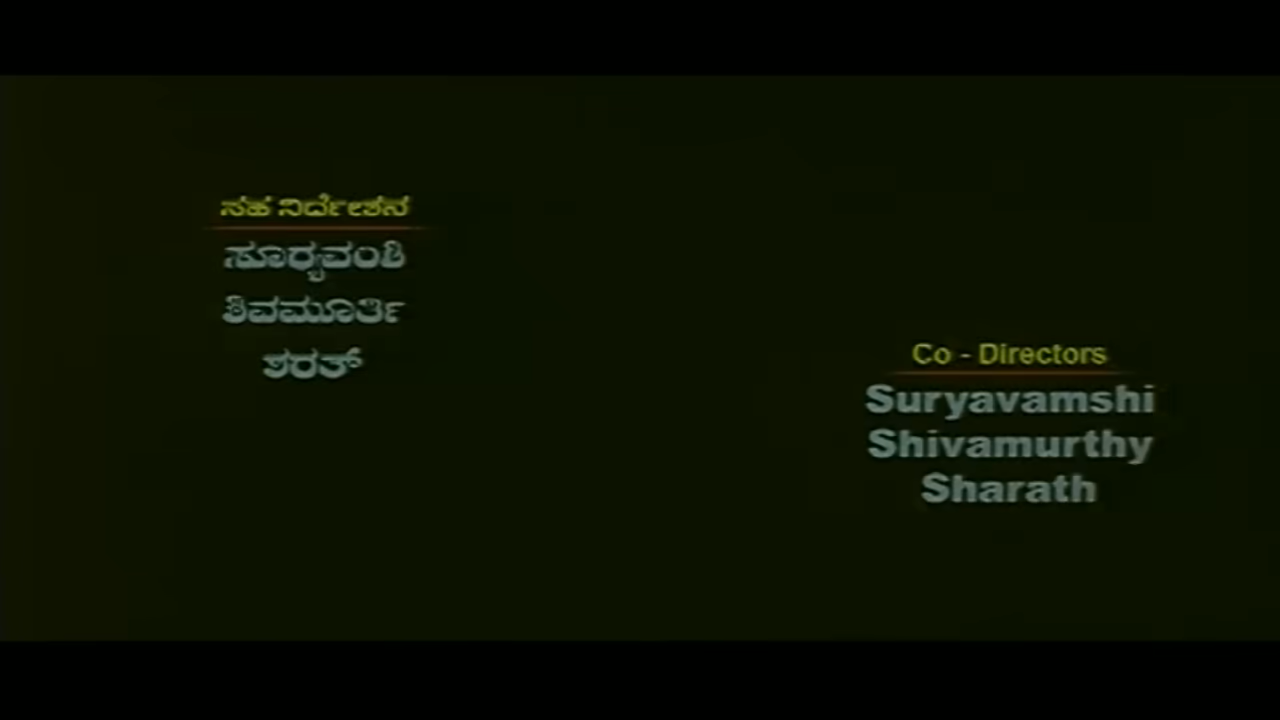 ಸಹ ನಿರ್ದೇಶನ
ಸೂರ್‍ಯವಂಶಿ
ಶಿವಮೂರ್ತಿ
ಶರತ್
Co - Directors
Suryavamshi
Shivamurthy
Sharath